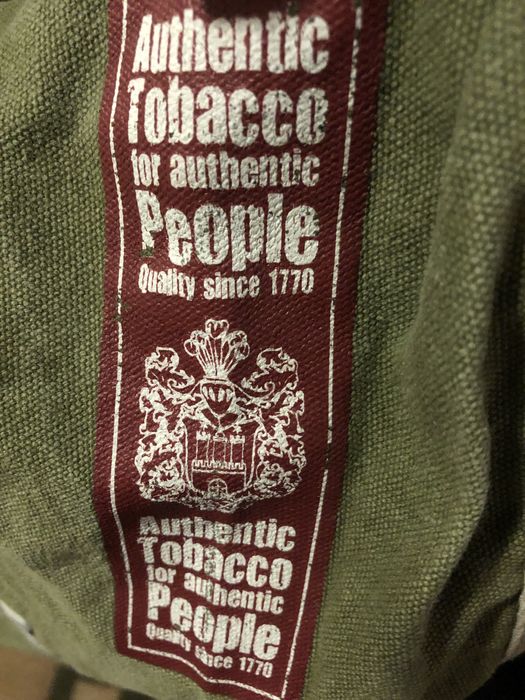 Authentic
Tobacco
for authentic
People
Quality since 1770
Authentic
Tobacco
for authentic
People
Quality since 1770